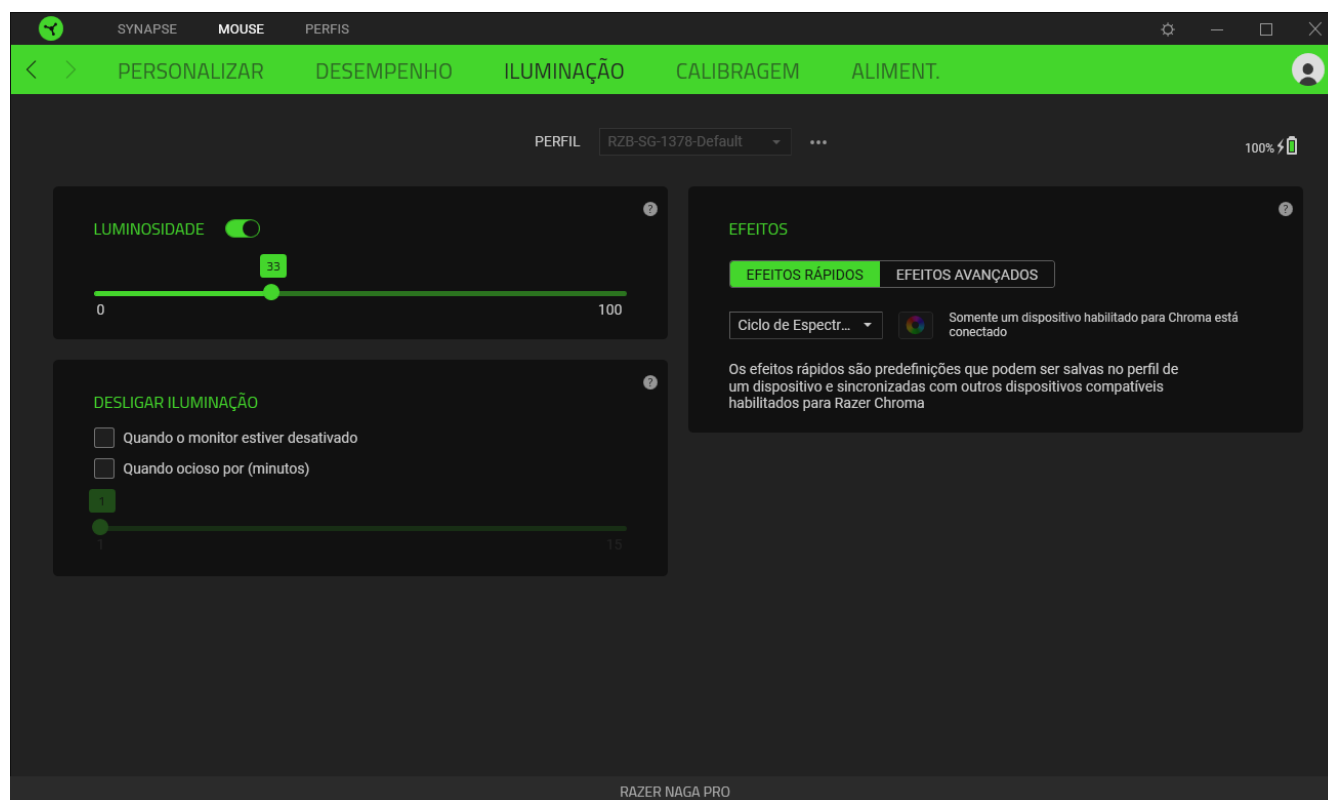 SYNAPSE MOUSE PERFIS
PERSONALIZAR DESEMPENHO ILUMINAÇÃO CALIBRAGEM ALIMENT.
PERFIL RZB-SG-1378-Default
100%
LUMINOSIDADE
33
0 100
DESLIGAR ILUMINAÇÃO
Quando o monitor estiver desativado
Quando ocioso por (minutos)
1
1 15
EFEITOS
EFEITOS RÁPIDOS EFEITOS AVANÇADOS
Ciclo de Espectr...
Somente um dispositivo habilitado para Chroma está
conectado
Os efeitos rápidos são predefinições que podem ser salvas no perfil de
um dispositivo e sincronizadas com outros dispositivos compatíveis
habilitados para Razer Chroma
RAZER NAGA PRO